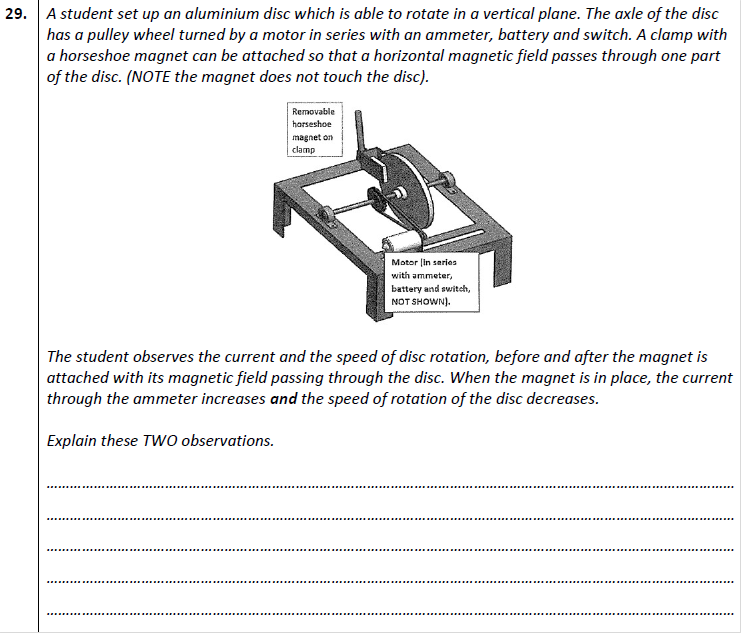 29. A student set up an aluminium disc which is able to rotate in a vertical plane. The axle of the disc
has a pulley wheel turned by a motor in series with an ammeter, battery and switch. A clamp with
a horseshoe magnet can be attached so that a horizontal magnetic field passes through one part
of the disc. (NOTE the magnet does not touch the disc).
Removable
horseshoe
magnet on
clamp
Motor (In series
with ammeter,
battery and switch,
NOT SHOWN).
The student observes the current and the speed of disc rotation, before and after the magnet is
attached with its magnetic field passing through the disc. When the magnet is in place, the current
through the ammeter increases and the speed of rotation of the disc decreases.
Explain these TWO observations.